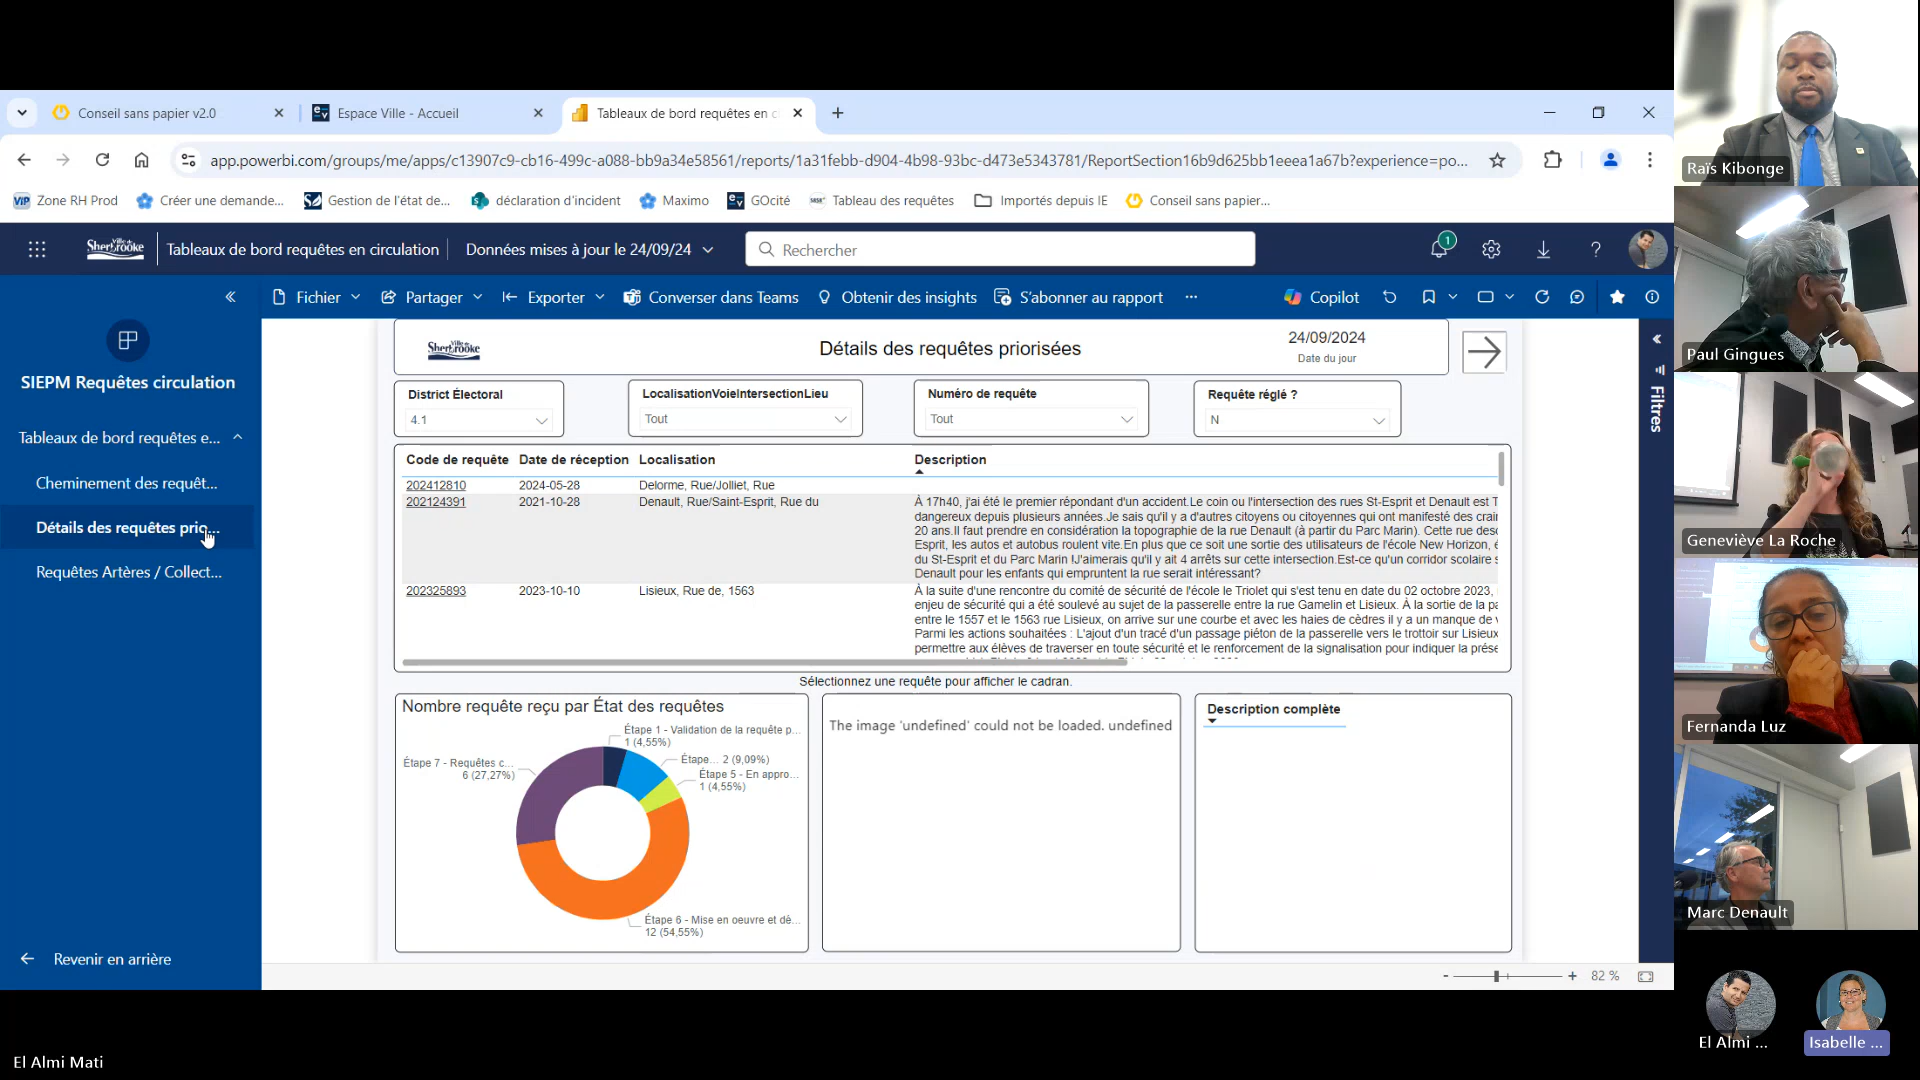 Conseil sans papier v2.0
Espace Ville - Accueil
Tableaux de bord requêtes en c
app.powerbi.com/groups/me/apps/c13907c9-cb16-499c-a088-bb9a34e58561/reports/1a31febb-d904-4b98-93bc-d473e5343781/ReportSection16b9d625bb1eeea1a67b?experience=po...
Zone RH Prod
Créer une demande...
Gestion de l'état de...
déclaration d'incident
Maximo
GOcité
Tableau des requêtes
Importés depuis IE
Conseil sans papier...
Ville de Sherbrooke
Tableaux de bord requêtes en circulation
Données mises à jour le 24/09/24
Rechercher
1
Fichier
Partager
Exporter
Converser dans Teams
Obtenir des insights
S'abonner au rapport
Copilot
SIEPM Requêtes circulation
Tableaux de bord requêtes e...
Cheminement des requêt...
Détails des requêtes prio...
Requêtes Artères / Collect...
Revenir en arrière
Ville de Sherbrooke
Détails des requêtes priorisées
24/09/2024
Date du jour
Filtres
District Électoral
4.1
LocalisationVoieIntersectionLieu
Tout
Numéro de requête
Tout
Requête réglé ?
N
Code de requête Date de réception Localisation Description
202412810 2024-05-28 Delorme, Rue/Jolliet, Rue
202124391 2021-10-28 Denault, Rue/Saint-Esprit, Rue du À 17h40, j'ai été le premier répondant d'un accident.Le coin ou l'intersection des rues St-Esprit et Denault est T
dangereux depuis plusieurs années.Je sais qu'il y a d'autres citoyens ou citoyennes qui ont manifesté des crai
20 ans.Il faut prendre en considération la topographie de la rue Denault (à partir du Parc Marin). Cette rue desc
Esprit, les autos et autobus roulent vite.En plus que ce soit une sortie des utilisateurs de l'école New Horizon, é
du St-Esprit et du Parc Marin !J'aimerais qu'il y ait 4 arrêts sur cette intersection.Est-ce qu'un corridor scolaire s
Denault pour les enfants qui empruntent la rue serait intéressant?
202325893 2023-10-10 Lisieux, Rue de, 1563 À la suite d'une rencontre du comité de sécurité de l'école le Triolet qui s'est tenu en date du 02 octobre 2023,
enjeu de sécurité qui a été soulevé au sujet de la passerelle entre la rue Gamelin et Lisieux. À la sortie de la pa
entre le 1557 et le 1563 rue Lisieux, on arrive sur une courbe et avec les haies de cèdres il y a un manque de v
Parmi les actions souhaitées : L'ajout d'un tracé d'un passage piéton de la passerelle vers le trottoir sur Lisieux
permettre aux élèves de traverser en toute sécurité et le renforcement de la signalisation pour indiquer la prése
Sélectionnez une requête pour afficher le cadran.
Nombre requête reçu par État des requêtes
Étape 1 - Validation de la requête p...
1 (4,55%)
Étape... 2 (9,09%)
Étape 5 - En appro...
1 (4,55%)
Étape 7 - Requêtes c...
6 (27,27%)
Étape 6 - Mise en oeuvre et dé...
12 (54,55%)
The image 'undefined' could not be loaded. undefined
Description complète
82 %
Raïs Kibonge
Paul Gingues
Geneviève La Roche
Fernanda Luz
Marc Denault
El Almi ...
Isabelle ...
El Almi Mati